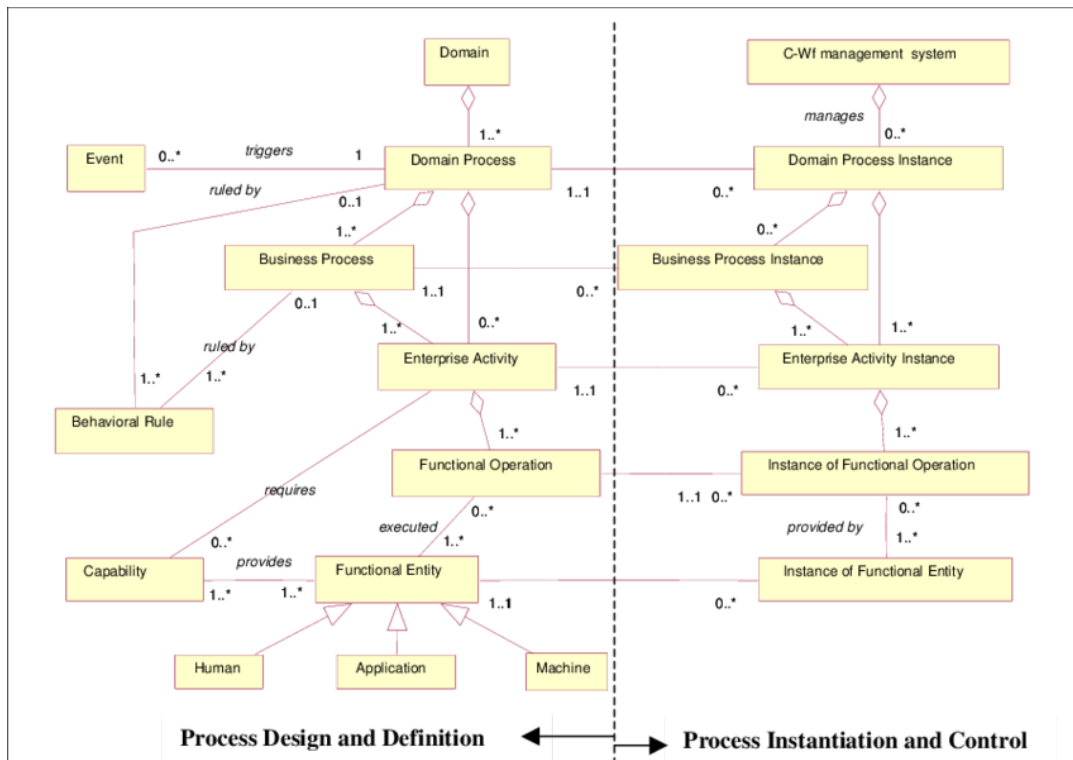 Domain
C-Wf management  system
manages
1..*
0..*
Event
0..*
triggers
1
Domain Process
Domain Process Instance
ruled by
0..1
1..1
0..*
1..*
0..*
Business Process
Business Process Instance
0..1
1..1
0..*
1..*
0..*
1..*
1..*
ruled by
1..*
Enterprise Activity
Enterprise Activity Instance
1..*
1..1
0..*
Behavioral Rule
1..*
1..*
Functional Operation
Instance of Functional Operation
requires
1..1
0..*
0..*
0..*
executed
provided by
0..*
1..*
1..*
provides
Capability
Functional Entity
Instance of Functional Entity
1..*
1..*
1..1
0..*
Human
Application
Machine
Process Design and Definition
Process Instantiation and Control